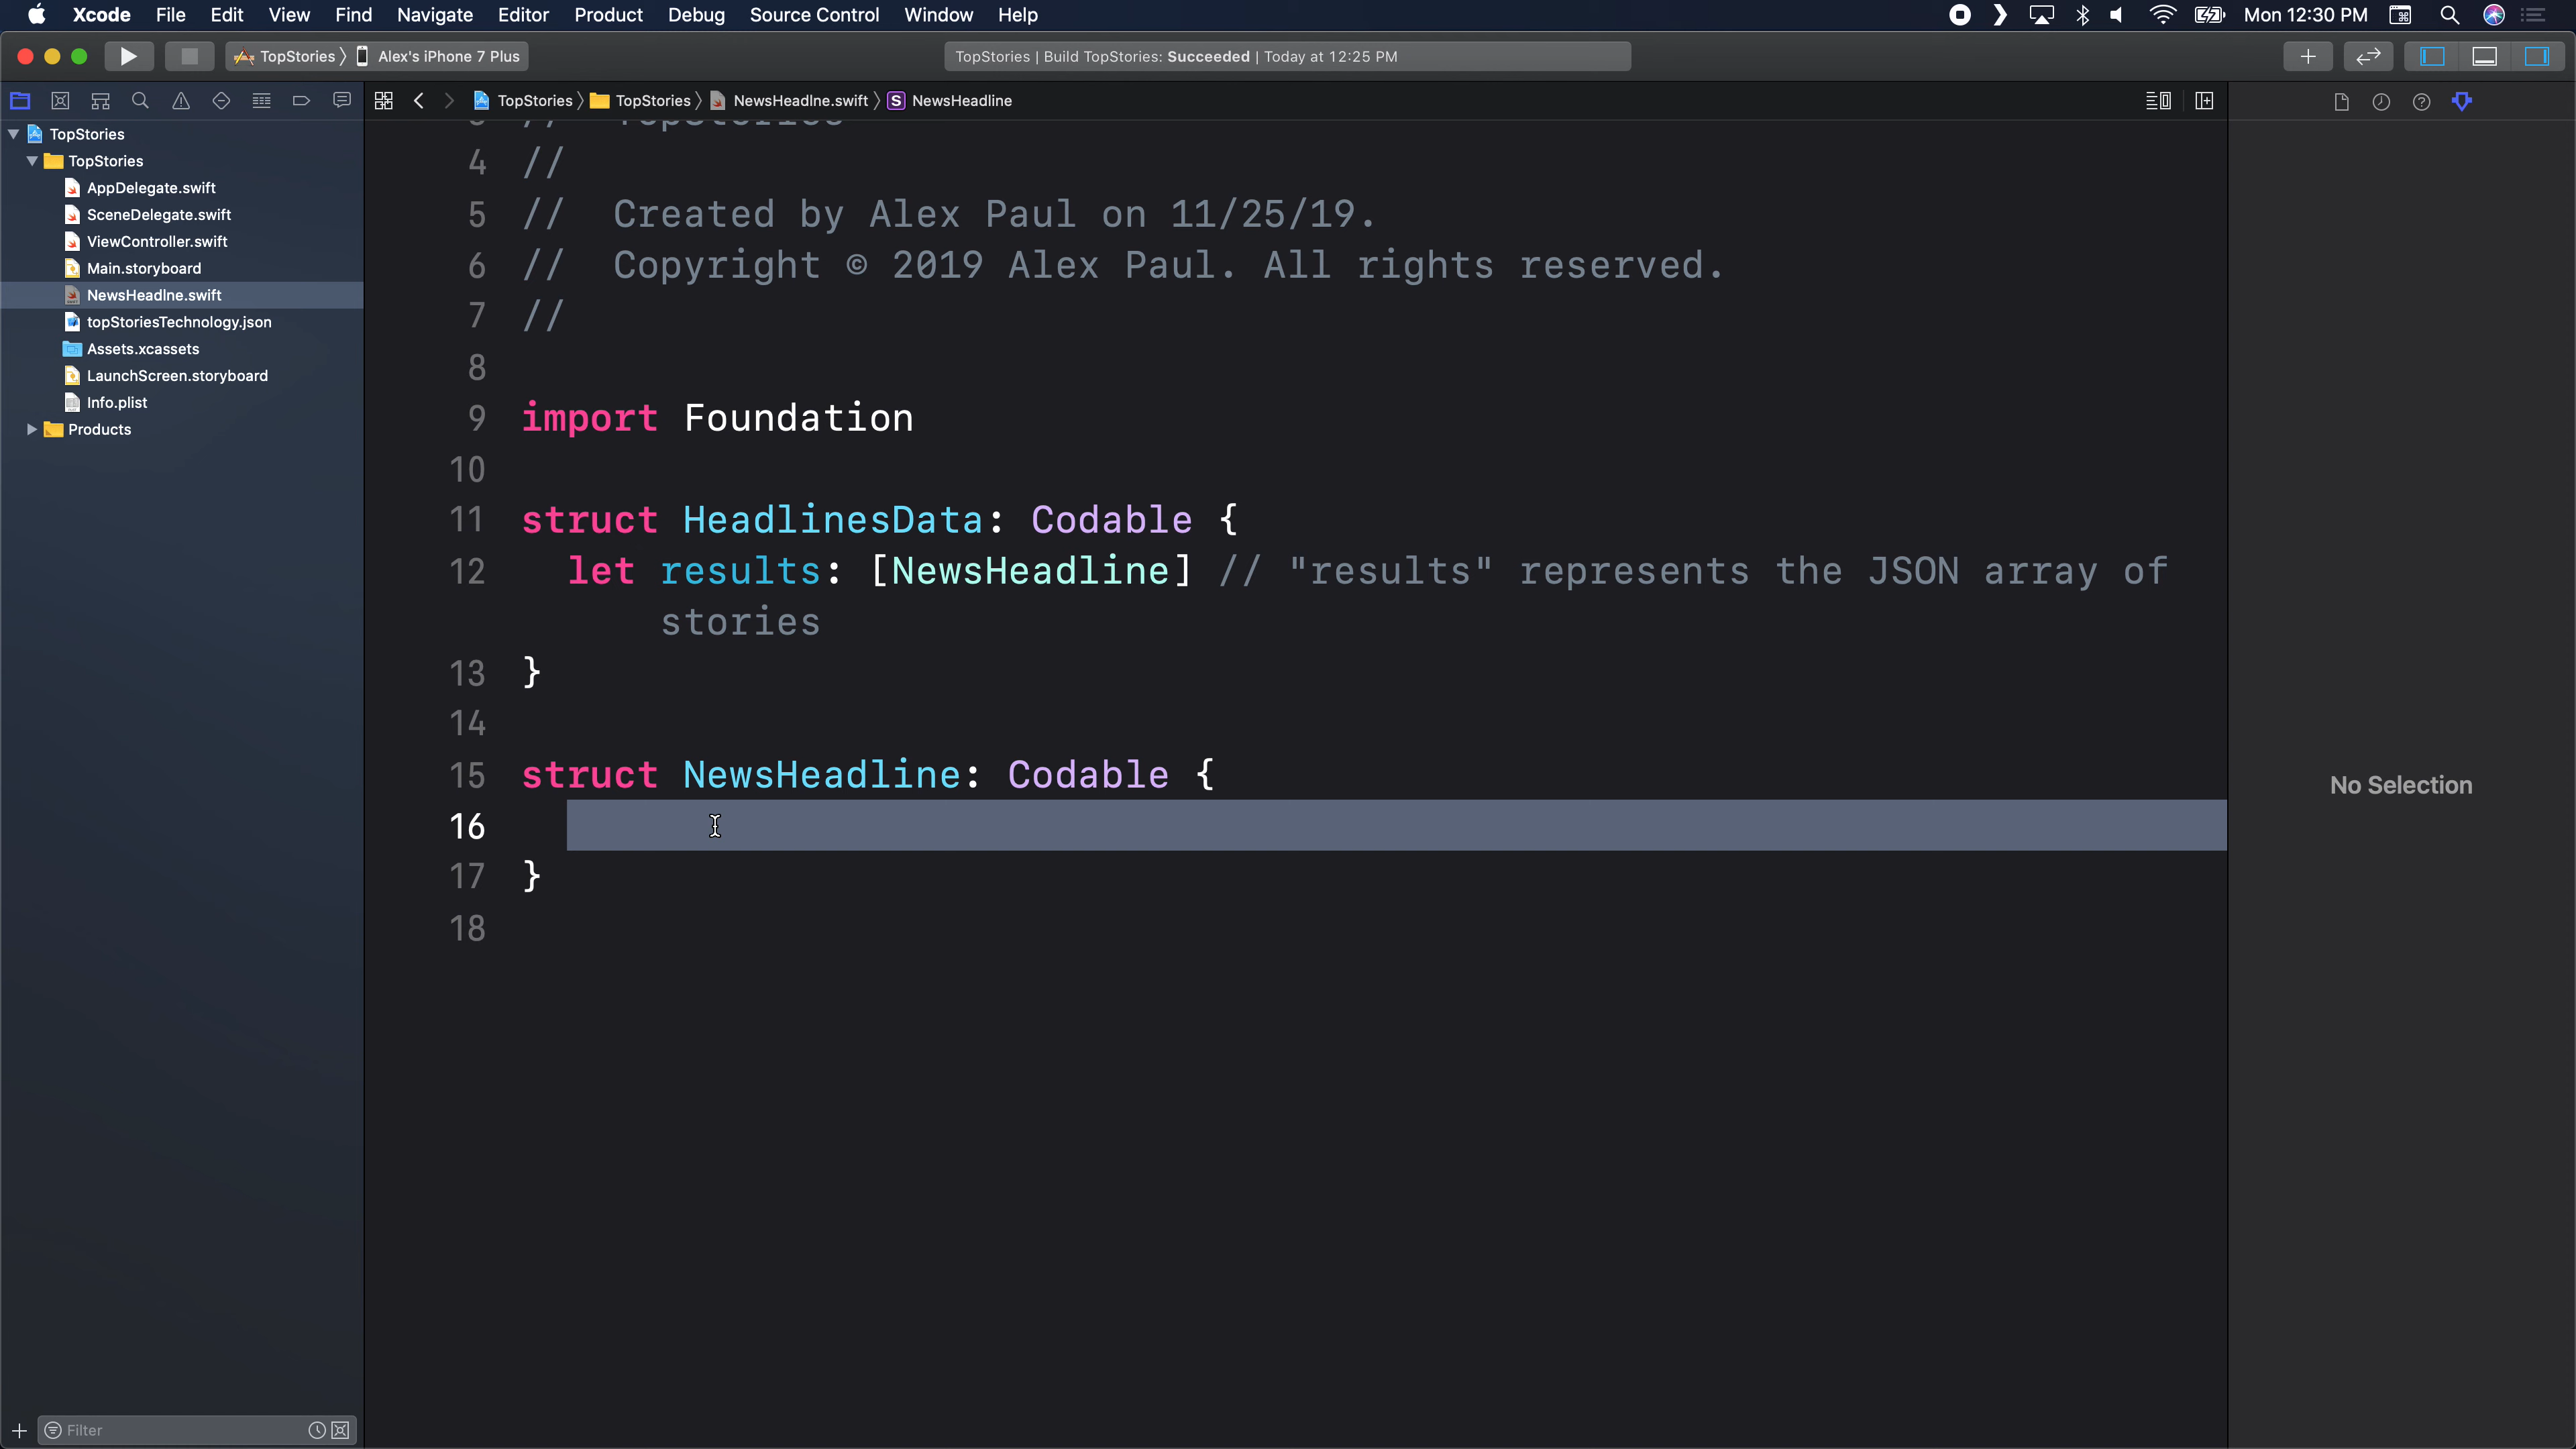 Xcode File Edit View Find Navigate Editor Product Debug Source Control Window Help Mon 12:30 PM
TopStories Alex's iPhone 7 Plus TopStories | Build TopStories: Succeeded | Today at 12:25 PM
TopStories TopStories NewsHeadlne.swift S NewsHeadline
TopStories
TopStories
AppDelegate.swift
SceneDelegate.swift
ViewController.swift
Main.storyboard
NewsHeadlne.swift
topStoriesTechnology.json
Assets.xcassets
LaunchScreen.storyboard
Info.plist
Products
Filter
3 // TopStories
4 //
5 // Created by Alex Paul on 11/25/19.
6 // Copyright © 2019 Alex Paul. All rights reserved.
7 //
8
9 import Foundation
10
11 struct HeadlinesData: Codable {
12 let results: [NewsHeadline] // "results" represents the JSON array of
stories
13 }
14
15 struct NewsHeadline: Codable {
16
17 }
18
No Selection